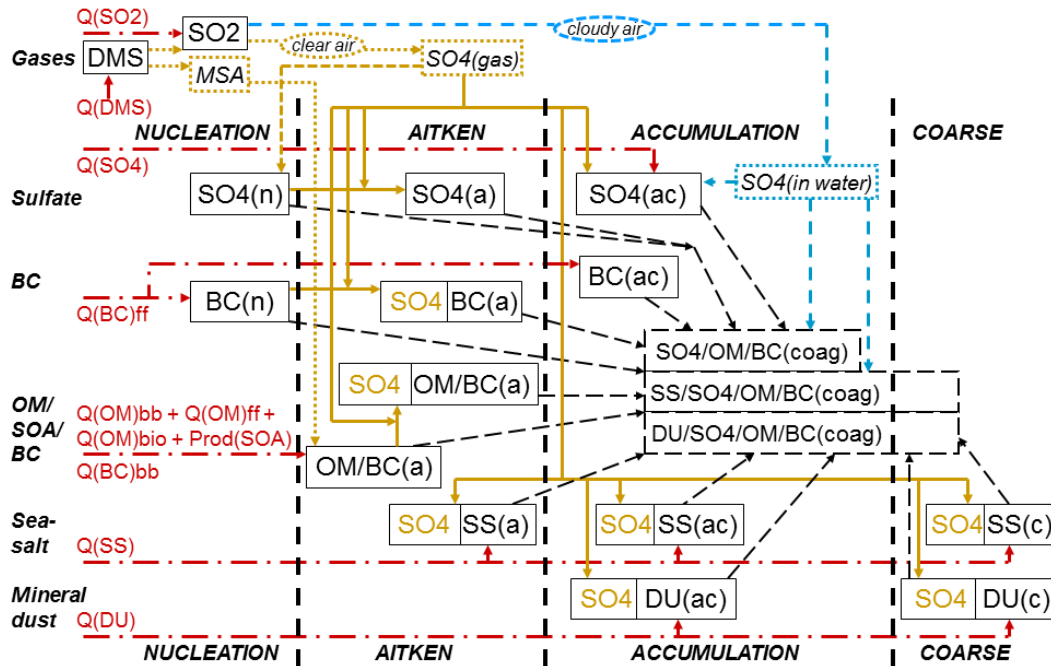 Q(SO2)
SO2
cloudy air
clear air
Gases
DMS
SO4(gas)
MSA
Q(DMS)
NUCLEATION
AITKEN
ACCUMULATION
COARSE
Q(SO4)
Sulfate
SO4(n)
SO4(a)
SO4(ac)
SO4(in water)
BC
BC(ac)
Q(BC)ff
BC(n)
SO4 BC(a)
SO4/OM/BC(coag)
SO4 OM/BC(a)
SS/SO4/OM/BC(coag)
OM/
SOA/
BC
Q(OM)bb + Q(OM)ff +
Q(OM)bio + Prod(SOA)
Q(BC)bb
DU/SO4/OM/BC(coag)
OM/BC(a)
Sea-
salt
Q(SS)
SO4 SS(a)
SO4 SS(ac)
SO4 SS(c)
Mineral
dust
Q(DU)
SO4 DU(ac)
SO4 DU(c)
NUCLEATION
AITKEN
ACCUMULATION
COARSE